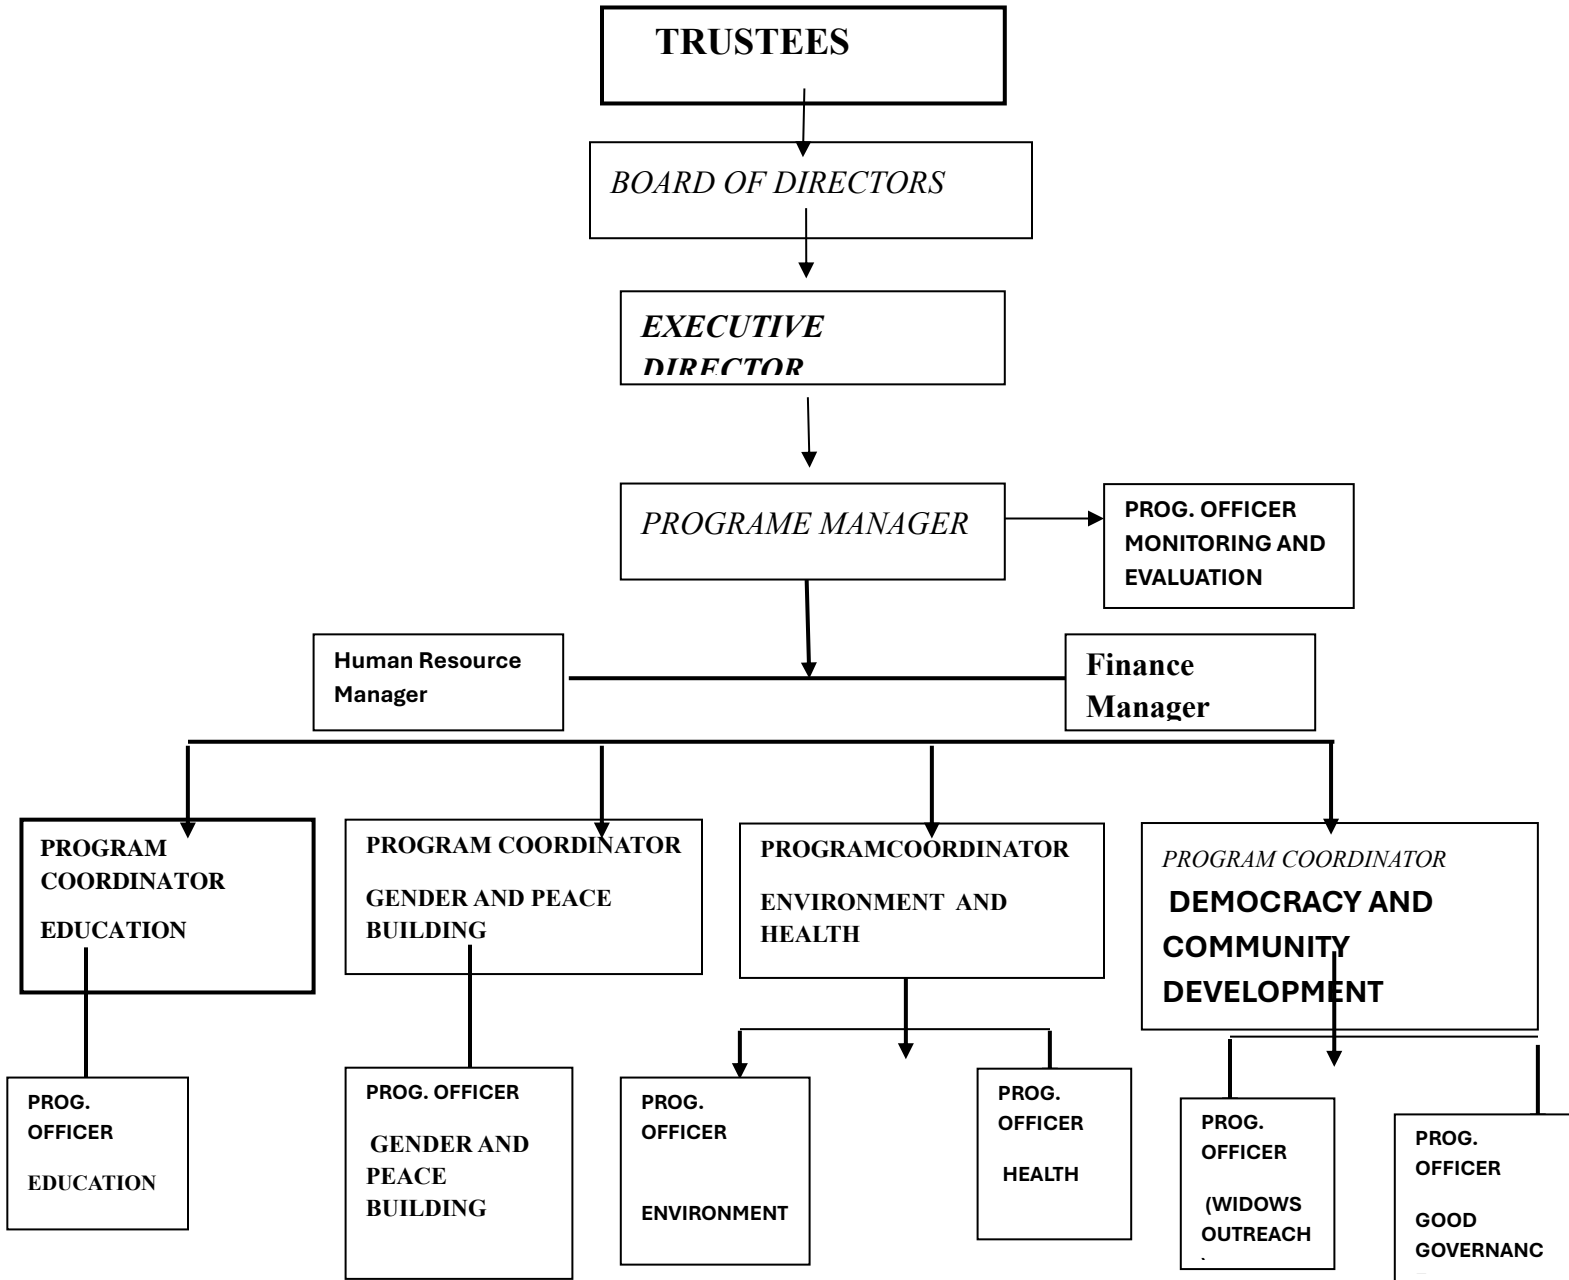 TRUSTEES
BOARD OF DIRECTORS
EXECUTIVE
DIRECTOR
PROGRAME MANAGER
PROG. OFFICER
MONITORING AND
EVALUATION
Human Resource
Manager
Finance
Manager
PROGRAM
COORDINATOR
EDUCATION
PROGRAM COORDINATOR
GENDER AND PEACE
BUILDING
PROGRAMCOORDINATOR
ENVIRONMENT AND
HEALTH
PROGRAM COORDINATOR
DEMOCRACY AND
COMMUNITY
DEVELOPMENT
PROG.
OFFICER
EDUCATION
PROG. OFFICER
GENDER AND
PEACE
BUILDING
PROG.
OFFICER
ENVIRONMENT
PROG.
OFFICER
HEALTH
PROG.
OFFICER
(WIDOWS
OUTREACH
PROG.
OFFICER
GOOD
GOVERNANC